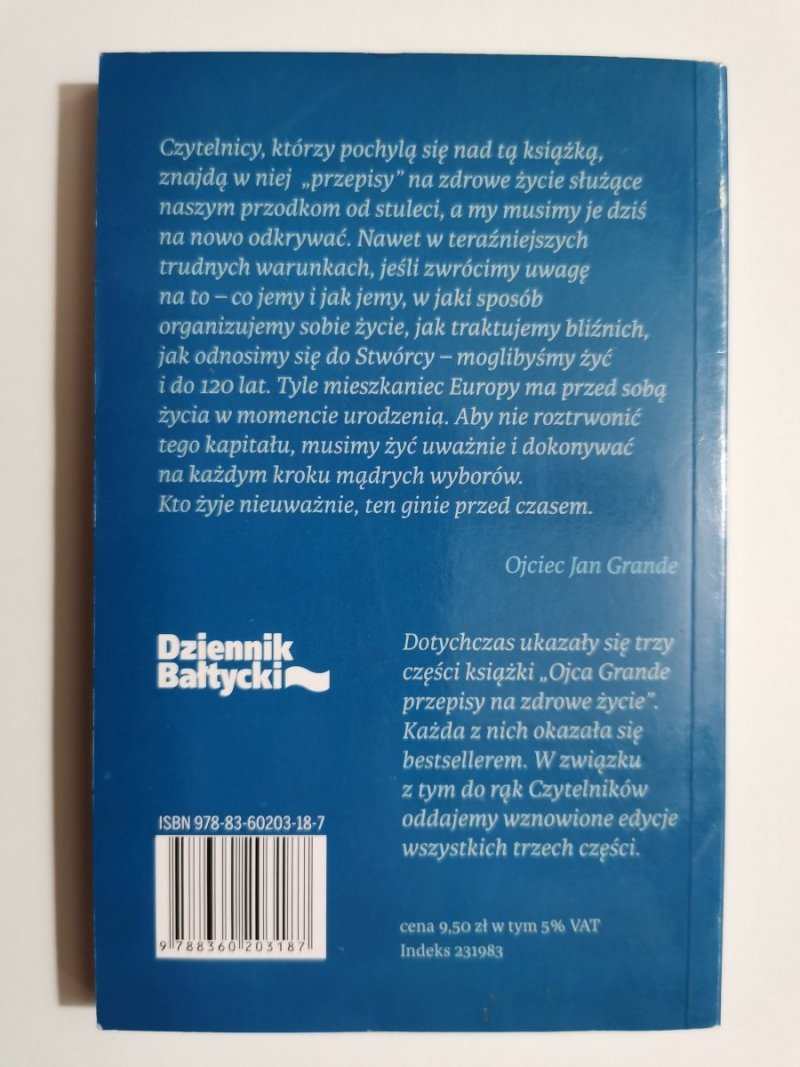 Czytelnicy, którzy pochylą się nad tą książką,
znajdą w niej „przepisy” na zdrowe życie służące
naszym przodkom od stuleci, a my musimy je dziś
na nowo odkrywać. Nawet w teraźniejszych
trudnych warunkach, jeśli zwrócimy uwagę
na to – co jemy i jak jemy, w jaki sposób
organizujemy sobie życie, jak traktujemy bliźnich,
jak odnosimy się do Stwórcy – moglibyśmy żyć
i do 120 lat. Tyle mieszkaniec Europy ma przed sobą
życia w momencie urodzenia. Aby nie roztrwonić
tego kapitału, musimy żyć uważnie i dokonywać
na każdym kroku mądrych wyborów.
Kto żyje nieuważnie, ten ginie przed czasem.
Ojciec Jan Grande
Dziennik
Bałtycki
Dotychczas ukazały się trzy
części książki „Ojca Grande
przepisy na zdrowe życie”.
Każda z nich okazała się
bestsellerem. W związku
z tym do rąk Czytelników
oddajemy wznowione edycje
wszystkich trzech części.
ISBN 978-83-60203-18-7
9 788360 203187
cena 9,50 zł w tym 5% VAT
Indeks 231983